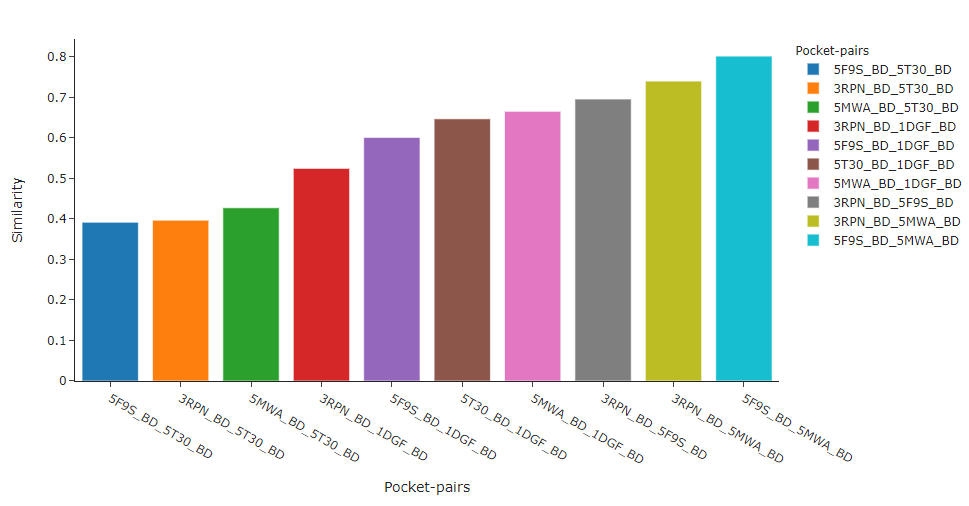 Similarity
0.8
0.7
0.6
0.5
0.4
0.3
0.2
0.1
0
5F9S_BD_5T30_BD
3RPN_BD_5T30_BD
5MWA_BD_5T30_BD
3RPN_BD_1DGF_BD
5F9S_BD_1DGF_BD
5T30_BD_1DGF_BD
5MWA_BD_1DGF_BD
3RPN_BD_5F9S_BD
3RPN_BD_5MWA_BD
5F9S_BD_5MWA_BD
Pocket-pairs
Pocket-pairs
5F9S_BD_5T30_BD
3RPN_BD_5T30_BD
5MWA_BD_5T30_BD
3RPN_BD_1DGF_BD
5F9S_BD_1DGF_BD
5T30_BD_1DGF_BD
5MWA_BD_1DGF_BD
3RPN_BD_5F9S_BD
3RPN_BD_5MWA_BD
5F9S_BD_5MWA_BD